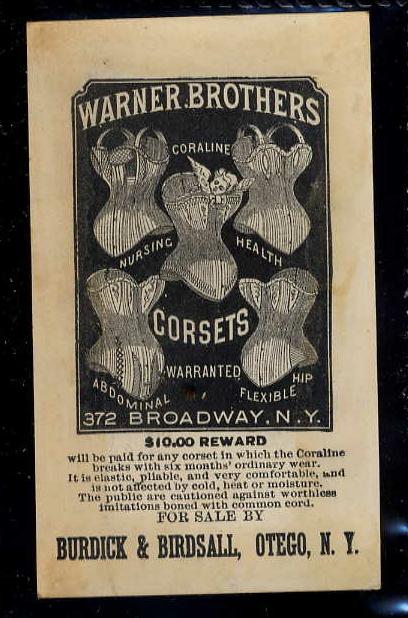 WARNER.BROTHERS
CORALINE
NURSING
HEALTH
CORSETS
WARRANTED
ABDOMINAL
FLEXIBLE
HIP
372 BROADWAY, N.Y.
$10.00 REWARD
will be paid for any corset in which the Coraline
breaks with six months' ordinary wear.
It is elastic, pliable, and very comfortable, and
is not affected by cold, heat or moisture.
The public are cautioned against worthless
imitations boned with common cord.
FOR SALE BY
BURDICK & BIRDSALL, OTEGO, N. Y.